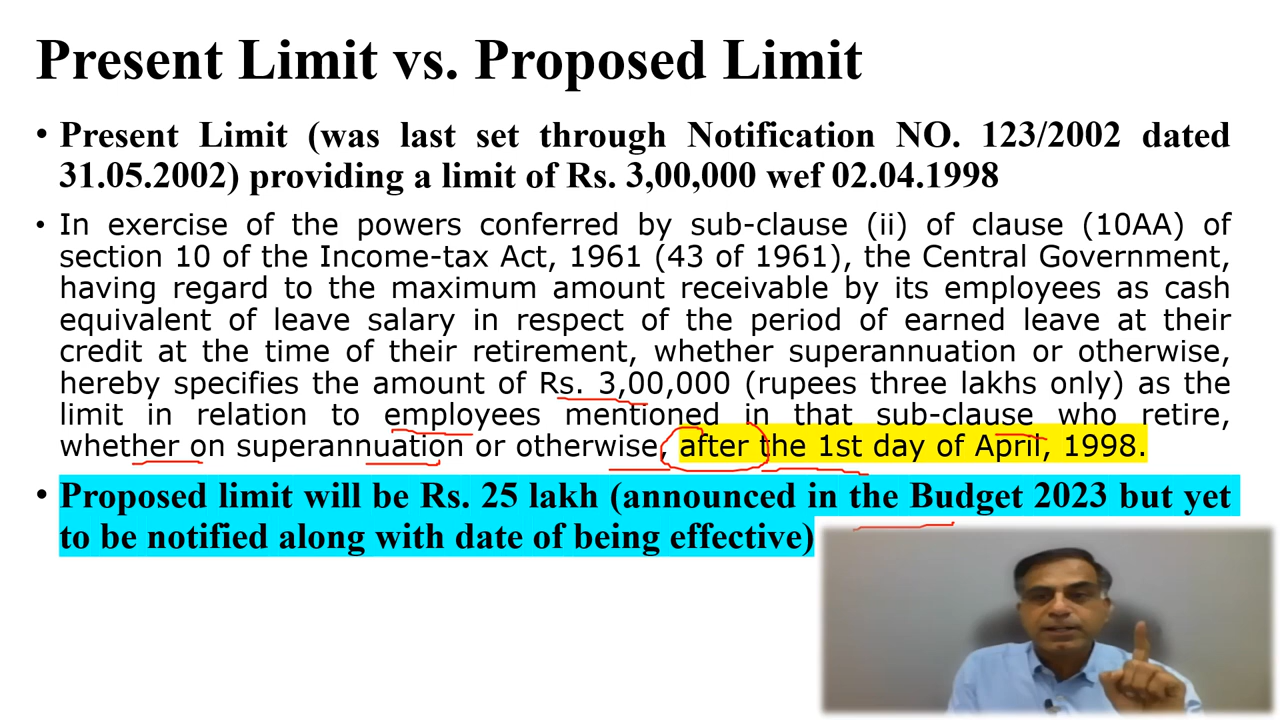 Present Limit vs. Proposed Limit
• Present Limit (was last set through Notification NO. 123/2002 dated
31.05.2002) providing a limit of Rs. 3,00,000 wef 02.04.1998
• In exercise of the powers conferred by sub-clause (ii) of clause (10AA) of
section 10 of the Income-tax Act, 1961 (43 of 1961), the Central Government,
having regard to the maximum amount receivable by its employees as cash
equivalent of leave salary in respect of the period of earned leave at their
credit at the time of their retirement, whether superannuation or otherwise,
hereby specifies the amount of Rs. 3,00,000 (rupees three lakhs only) as the
limit in relation to employees mentioned in that sub-clause who retire,
whether on superannuation or otherwise, after the 1st day of April, 1998.
• Proposed limit will be Rs. 25 lakh (announced in the Budget 2023 but yet
to be notified along with date of being effective)